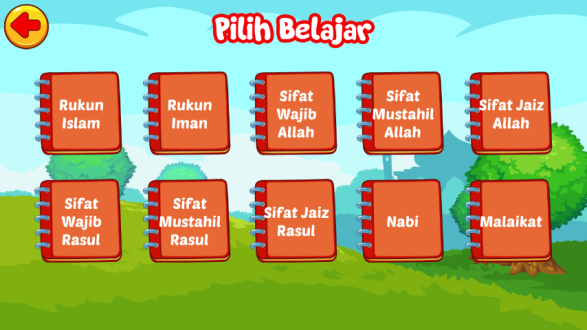 Pilih Belajar
Rukun
Islam
Rukun
Iman
Sifat
Wajib
Allah
Sifat
Mustahil
Allah
Sifat Jaiz
Allah
Sifat
Wajib
Rasul
Sifat
Mustahil
Rasul
Sifat Jaiz
Rasul
Nabi
Malaikat